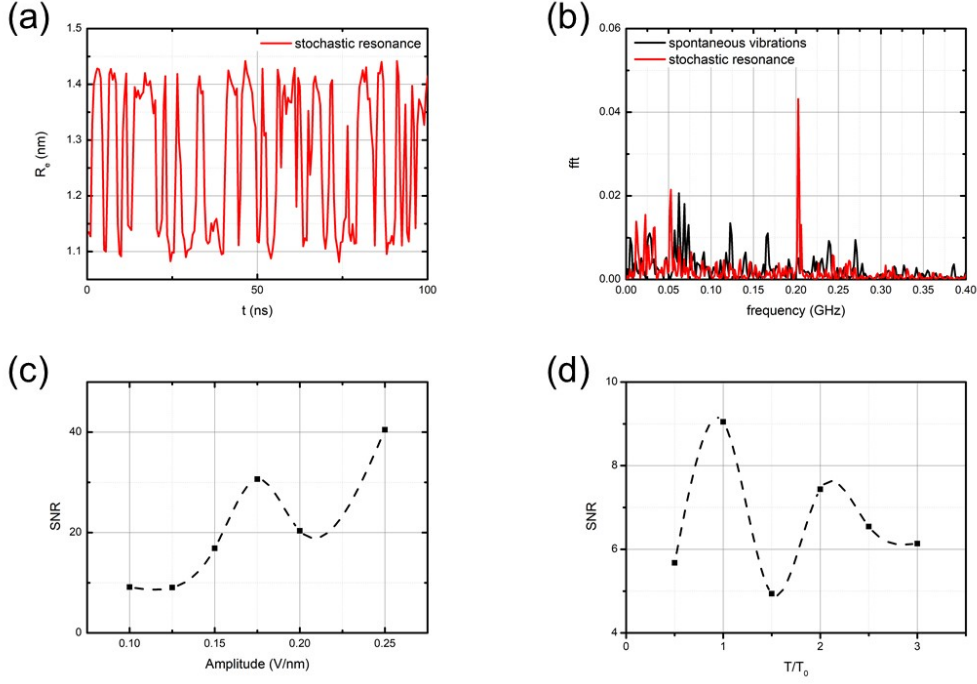 (a)
1.5
1.4
1.3
1.2
1.1
R_e (nm)
stochastic resonance
0 50 100
t (ns)
(b)
0.06
0.04
0.02
0.00
fft
spontaneous vibrations
stochastic resonance
0.00 0.05 0.10 0.15 0.20 0.25 0.30 0.35 0.40
frequency (GHz)
(c)
40
20
0
SNR
0.10 0.15 0.20 0.25
Amplitude (V/nm)
(d)
10
8
6
4
SNR
0 1 2 3
T/T_0